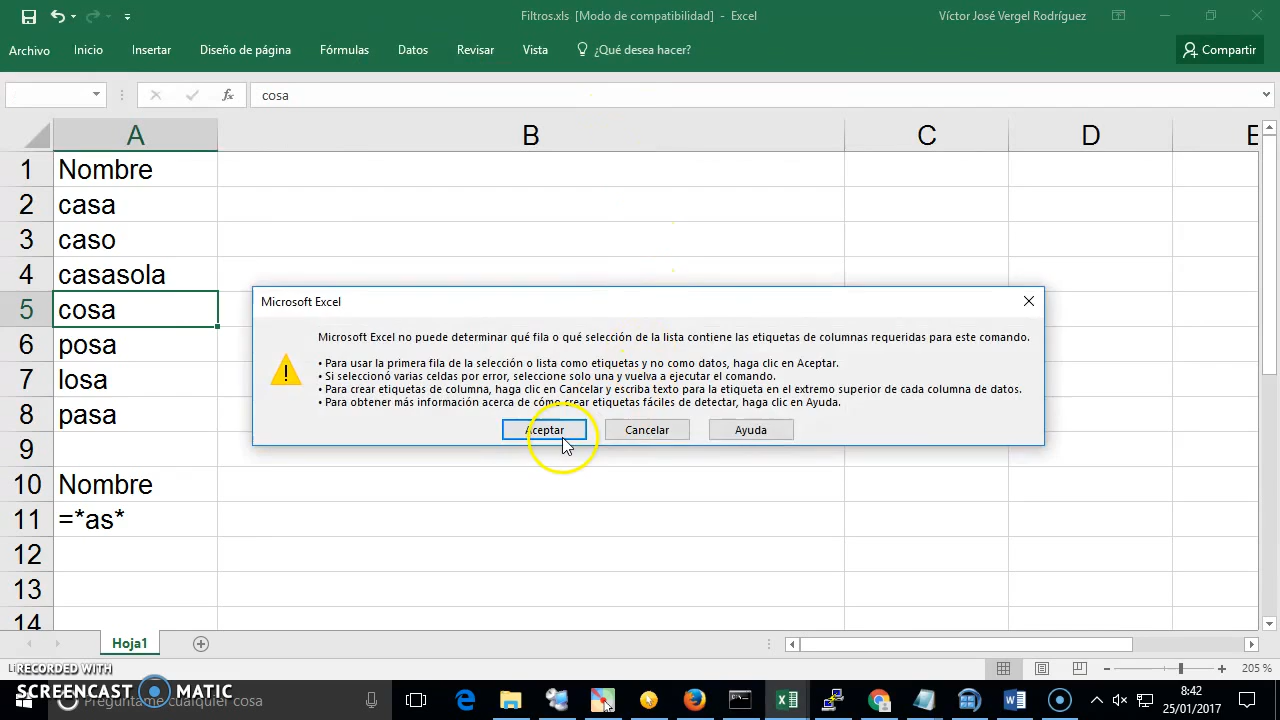 Filtros.xls [Modo de compatibilidad] - Excel
Víctor José Vergel Rodríguez
Archivo Inicio Insertar Diseño de página Fórmulas Datos Revisar Vista ¿Qué desea hacer? Compartir
fx cosa
A B C D E
1 Nombre
2 casa
3 caso
4 casasola
5 cosa
6 posa
7 losa
8 pasa
9
10 Nombre
11 =*as*
12
13
14
Microsoft Excel
Microsoft Excel no puede determinar qué fila o qué selección de la lista contiene las etiquetas de columnas requeridas para este comando.
• Para usar la primera fila de la selección o lista como etiquetas y no como datos, haga clic en Aceptar.
• Si seleccionó varias celdas por error, seleccione solo una y vuelva a ejecutar el comando.
• Para crear etiquetas de columna, haga clic en Cancelar y escriba texto para la etiqueta en el extremo superior de cada columna de datos.
• Para obtener más información acerca de cómo crear etiquetas fáciles de detectar, haga clic en Ayuda.
Aceptar Cancelar Ayuda
Hoja1
RECORDED WITH
205 %
SCREENCAST MATIC
Pregúntame cualquier cosa
8:42
25/01/2017